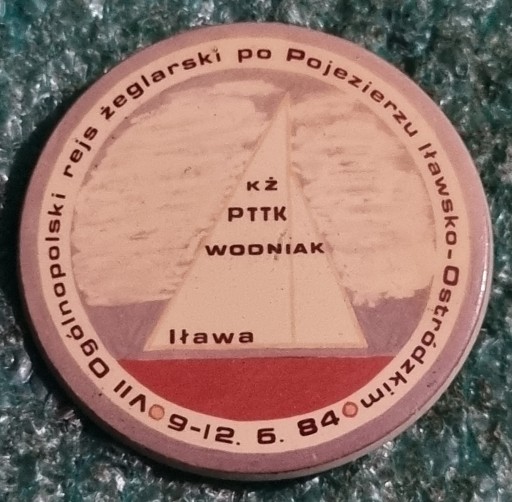 VII Ogólnopolski rejs żeglarski po Pojezierzu Iławsko-Ostródzkim
9-12. 6. 84
KŻ
PTTK
WODNIAK
Iława